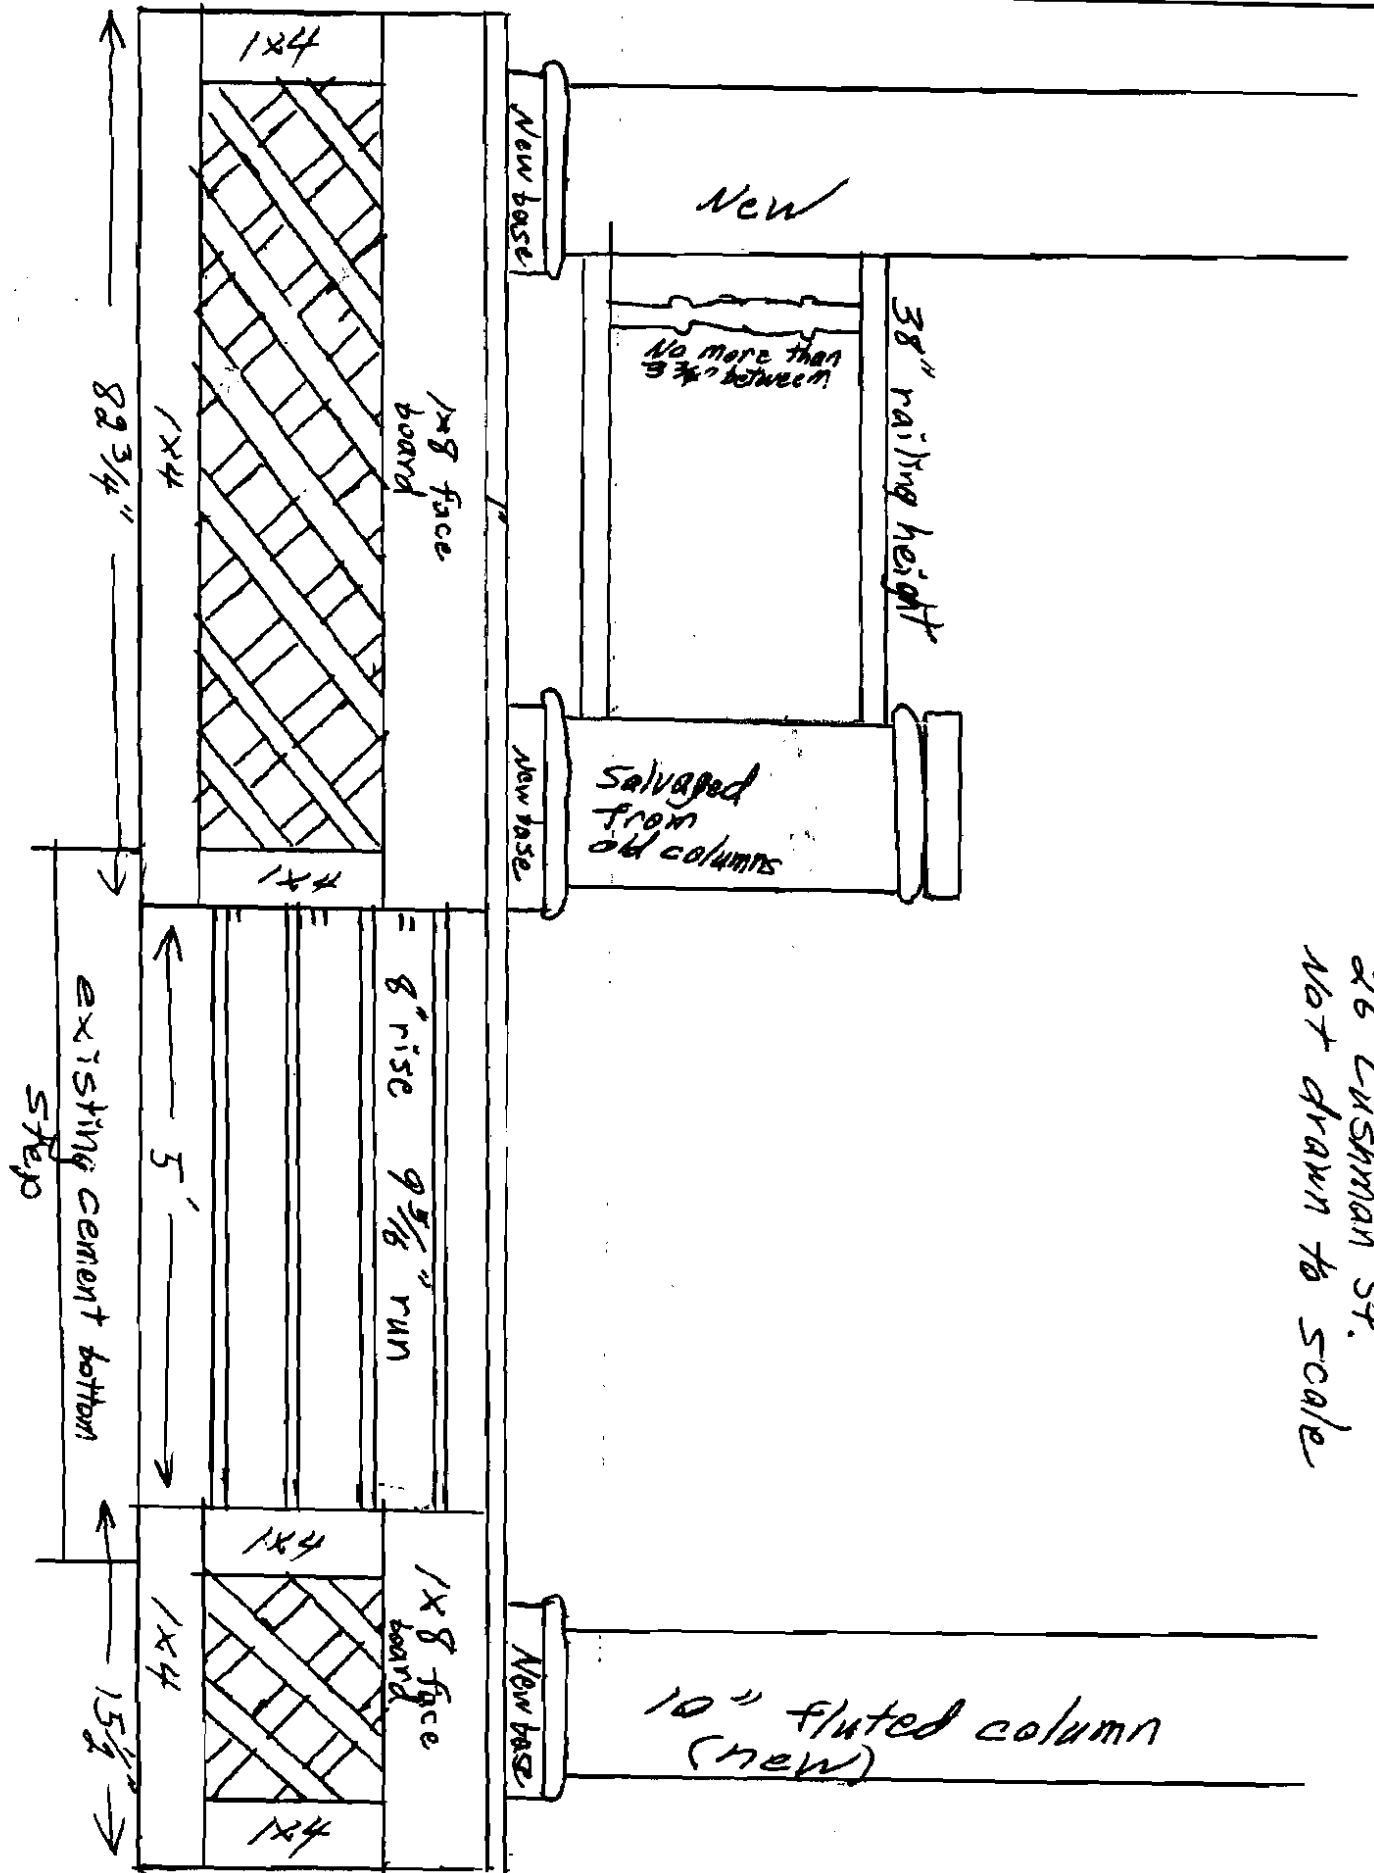 26 Cushman St.
Not drawn to scale
New
38" railing height
No more than
3 3/4" between
Salvaged
from
old columns
10" fluted column
(new)
New base
New base
New base
1"
1x8 face
board
1x8 face
board
1x4
1x4
1x4
1x4
= 8" rise 9 5/16" run
1x4
1x4
5'
82 3/4"
15 1/2"
existing cement bottom
step